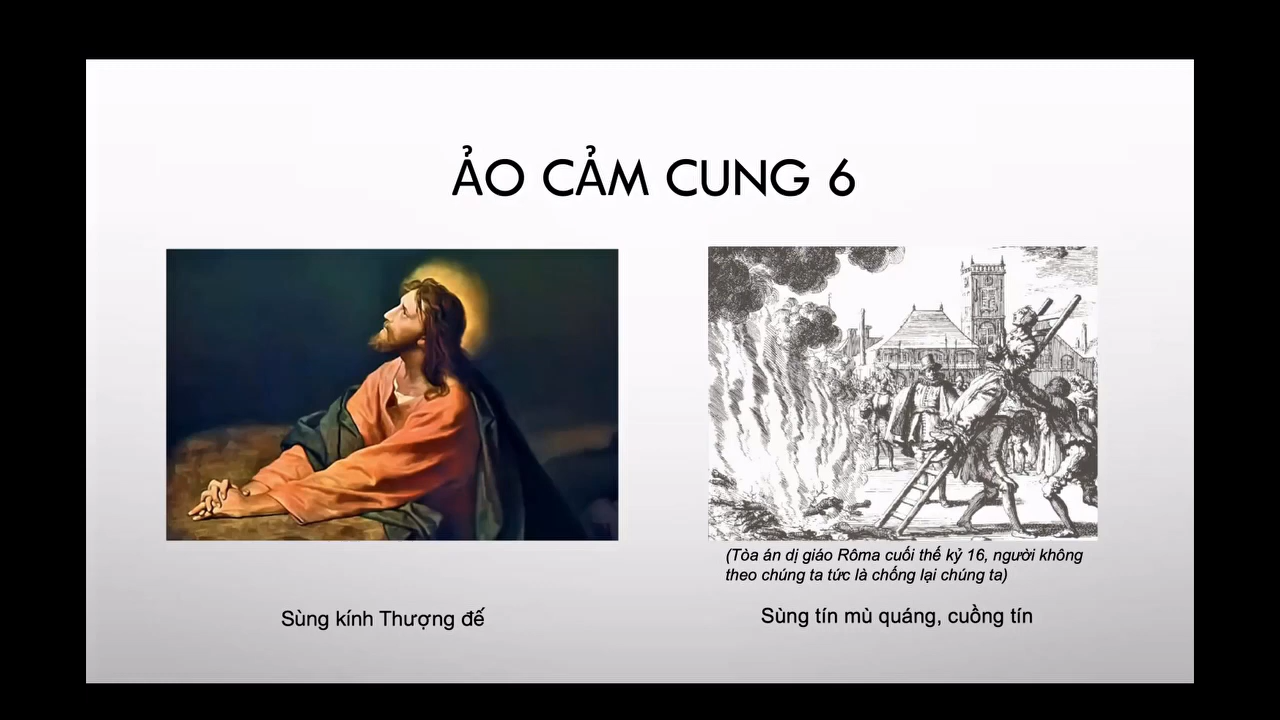 ẢO CẢM CUNG 6
(Tòa án dị giáo Rôma cuối thế kỷ 16, người không
theo chúng ta tức là chống lại chúng ta)
Sùng kính Thượng đế
Sùng tín mù quáng, cuồng tín